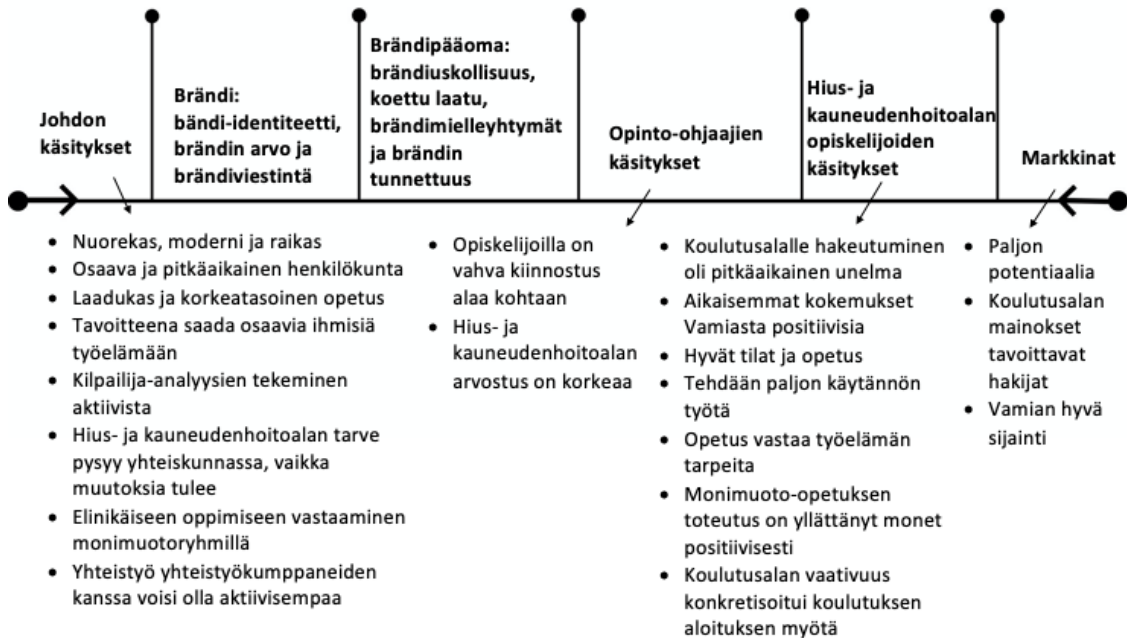 Johdon
käsitykset
Brändi:
bändi-identiteetti,
brändin arvo ja
brändiviestintä
Brändipääoma:
brändiuskollisuus,
koettu laatu,
brändimielleyhtymät
ja brändin
tunnettuus
Opinto-ohjaajien
käsitykset
Hius- ja
kauneudenhoitoalan
opiskelijoiden
käsitykset
Markkinat
• Nuorekas, moderni ja raikas
• Osaava ja pitkäaikainen henkilökunta
• Laadukas ja korkeatasoinen opetus
• Tavoitteena saada osaavia ihmisiä
työelämään
• Kilpailija-analyysien tekeminen
aktiivista
• Hius- ja kauneudenhoitoalan tarve
pysyy yhteiskunnassa, vaikka
muutoksia tulee
• Elinikäiseen oppimiseen vastaaminen
monimuotoryhmillä
• Yhteistyö yhteistyökumppaneiden
kanssa voisi olla aktiivisempaa
• Opiskelijoilla on
vahva kiinnostus
alaa kohtaan
• Hius- ja
kauneudenhoitoalan
arvostus on korkeaa
• Koulutusalalle hakeutuminen
oli pitkäaikainen unelma
• Aikaisemmat kokemukset
Vamiasta positiivisia
• Hyvät tilat ja opetus
• Tehdään paljon käytännön
työtä
• Opetus vastaa työelämän
tarpeita
• Monimuoto-opetuksen
toteutus on yllättänyt monet
positiivisesti
• Koulutusalan vaativuus
konkretisoitui koulutuksen
aloituksen myötä
• Paljon
potentiaalia
• Koulutusalan
mainokset
tavoittavat
hakijat
• Vamian hyvä
sijainti